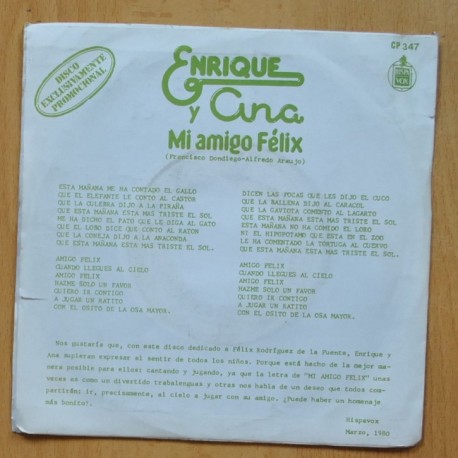 GP 347
DISCO
EXCLUSIVAMENTE
PROMOCIONAL
ENRIQUE
y Ana
Mi amigo Félix
(Francisco Dondiego-Alfredo Araujo)
ESTA MAÑANA ME HA CONTADO EL GALLO
QUE EL ELEFANTE LE CONTO AL CASTOR
QUE LA CULEBRA DIJO A LA PIRAÑA
QUE ESTA MAÑANA ESTA MAS TRISTE EL SOL
ME HA DICHO EL PATO QUE LE DIGA AL GATO
QUE EL LORO DICE QUE CONTO AL RATON
QUE LA CONEJA DIJO A LA ANACONDA
QUE ESTA MAÑANA ESTA MAS TRISTE EL SOL.
AMIGO FELIX
CUANDO LLEGUES AL CIELO
AMIGO FELIX
HAZME SOLO UN FAVOR
QUIERO IR CONTIGO
A JUGAR UN RATITO
CON EL OSITO DE LA OSA MAYOR.
DICEN LAS FOCAS QUE LES DIJO EL CUCO
QUE LA BALLENA DIJO AL CARACOL
QUE LA GAVIOTA COMENTO AL LAGARTO
QUE ESTA MAÑANA ESTA MAS TRISTE EL SOL
ESTA MAÑANA NO HA COMIDO EL LORO
NI EL HIPOPOTAMO QUE ESTA EN EL ZOO
LE HA COMENTADO LA TORTUGA AL CUERVO
QUE ESTA MAÑANA ESTA MAS TRISTE EL SOL.
AMIGO FELIX
CUANDO LLEGUES AL CIELO
AMIGO FELIX
HAZME SOLO UN FAVOR
QUIERO IR CONTIGO
A JUGAR UN RATITO
CON EL OSITO DE LA OSA MAYOR.
Nos gustaría que, con este disco dedicado a Félix Rodríguez de la Fuente, Enrique y
Ana supieran expresar el sentir de todos los niños. Porque está hecho de la mejor ma-
nera posible para ellos: cantando y jugando, ya que la letra de "MI AMIGO FELIX" unas
veces es como un divertido trabalenguas y otras nos habla de un deseo que todos com-
partimos: ir, precisamente, al cielo a jugar con su amigo. ¿Puede haber un homenaje
más bonito?.
Hispavox
Marzo, 1980